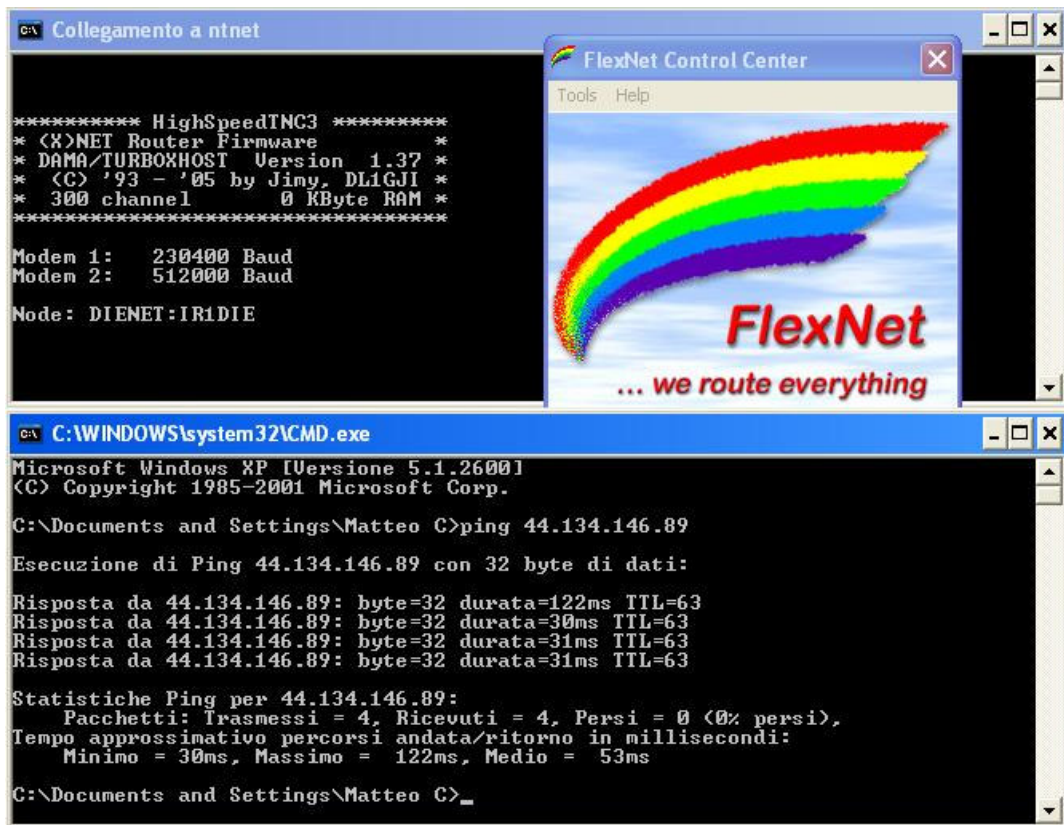 Collegamento a ntnet
********** HighSpeedTNC3 *********
* (X)NET Router Firmware         *
* DAMA/TURBOXHOST  Version  1.37 *
*  (C) '93 - '05 by Jimy, DL1GJI *
*  300 channel       0 KByte RAM *
**********************************
Modem 1:   230400 Baud
Modem 2:   512000 Baud
Node: DIENET:IR1DIE
FlexNet Control Center
Tools Help
FlexNet
... we route everything
C:\WINDOWS\system32\CMD.exe
Microsoft Windows XP [Versione 5.1.2600]
(C) Copyright 1985-2001 Microsoft Corp.
C:\Documents and Settings\Matteo C>ping 44.134.146.89
Esecuzione di Ping 44.134.146.89 con 32 byte di dati:
Risposta da 44.134.146.89: byte=32 durata=122ms TTL=63
Risposta da 44.134.146.89: byte=32 durata=30ms TTL=63
Risposta da 44.134.146.89: byte=32 durata=31ms TTL=63
Risposta da 44.134.146.89: byte=32 durata=31ms TTL=63
Statistiche Ping per 44.134.146.89:
    Pacchetti: Trasmessi = 4, Ricevuti = 4, Persi = 0 (0% persi),
Tempo approssimativo percorsi andata/ritorno in millisecondi:
    Minimo = 30ms, Massimo =  122ms, Medio =  53ms
C:\Documents and Settings\Matteo C>_